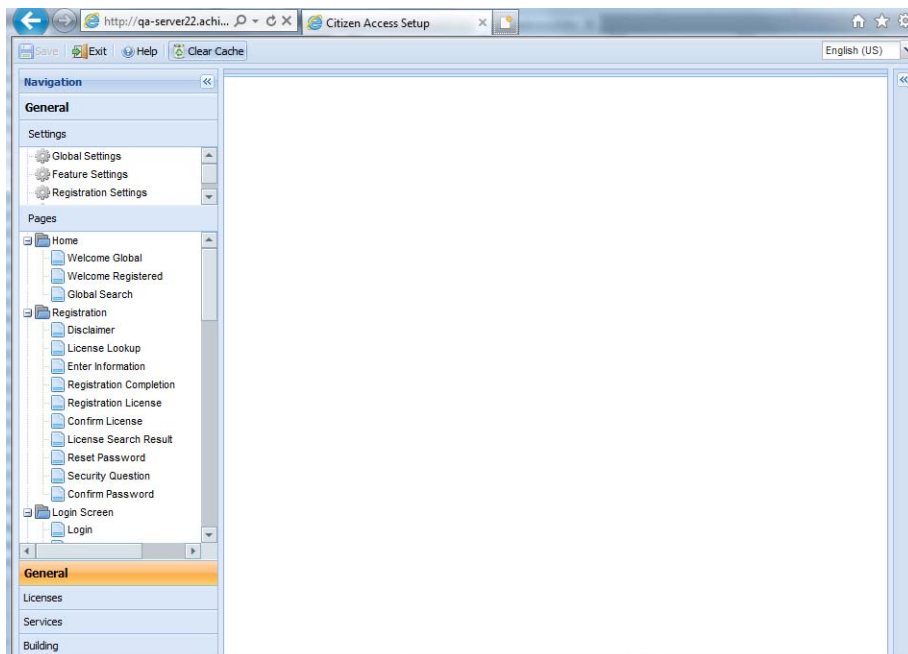 http://qa-server22.achi...
Citizen Access Setup
Save Exit Help Clear Cache
English (US)
Navigation
General
Settings
Global Settings
Feature Settings
Registration Settings
Pages
Home
Welcome Global
Welcome Registered
Global Search
Registration
Disclaimer
License Lookup
Enter Information
Registration Completion
Registration License
Confirm License
License Search Result
Reset Password
Security Question
Confirm Password
Login Screen
Login
General
Licenses
Services
Building